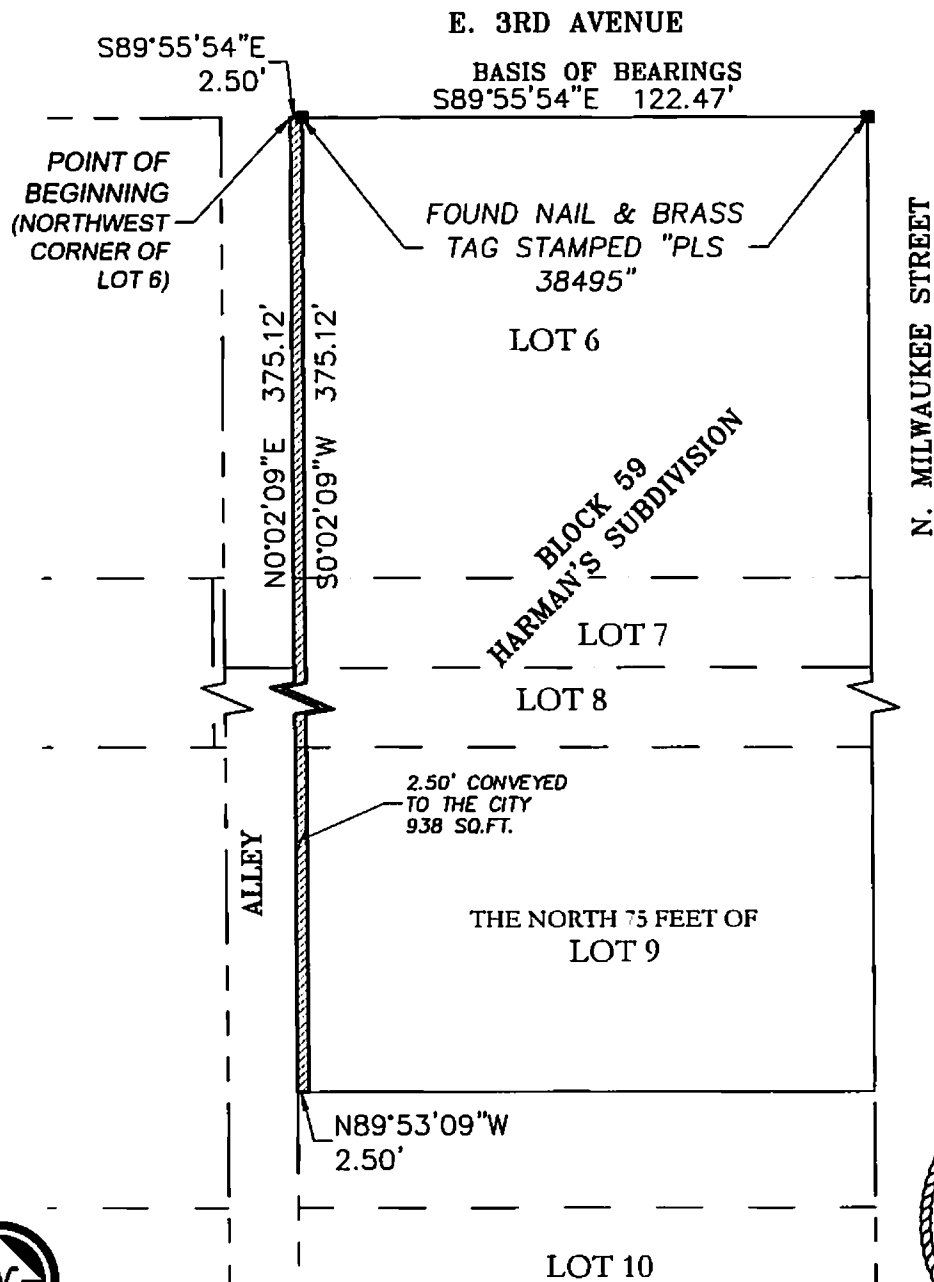 E. 3RD AVENUE
S89°55'54"E
2.50'
BASIS OF BEARINGS
S89°55'54"E 122.47'
POINT OF
BEGINNING
(NORTHWEST
CORNER OF
LOT 6)
FOUND NAIL & BRASS
TAG STAMPED "PLS
38495"
N. MILWAUKEE STREET
LOT 6
N0°02'09"E 375.12'
S0°02'09"W 375.12'
BLOCK 59
HARMAN'S SUBDIVISION
LOT 7
LOT 8
2.50' CONVEYED
TO THE CITY
938 SQ.FT.
ALLEY
THE NORTH 75 FEET OF
LOT 9
N89°53'09"W
2.50'
LOT 10